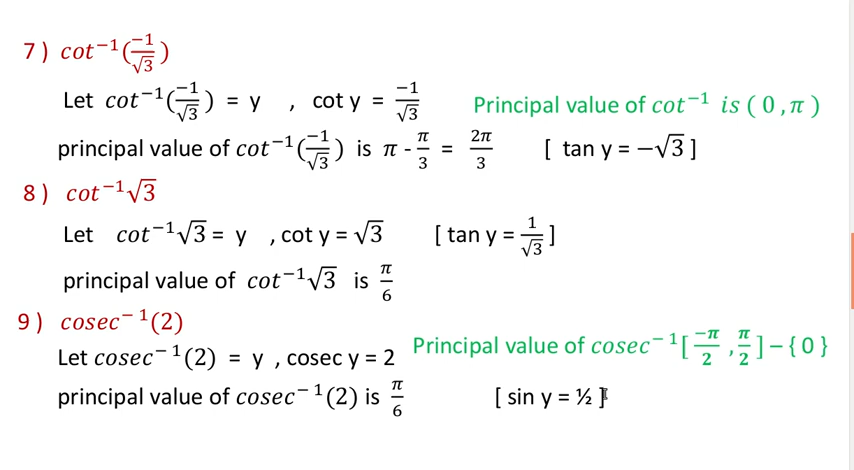 7 ) cot⁻¹(−1/√3)
Let cot⁻¹(−1/√3) = y , cot y = −1/√3 Principal value of cot⁻¹ is ( 0 , π )
principal value of cot⁻¹(−1/√3) is π - π/3 = 2π/3 [ tan y = −√3 ]
8 ) cot⁻¹√3
Let cot⁻¹√3 = y , cot y = √3 [ tan y = 1/√3 ]
principal value of cot⁻¹√3 is π/6
9 ) cosec⁻¹(2)
Let cosec⁻¹(2) = y , cosec y = 2 Principal value of cosec⁻¹[ −π/2 , π/2 ] – { 0 }
principal value of cosec⁻¹(2) is π/6 [ sin y = ½ ]